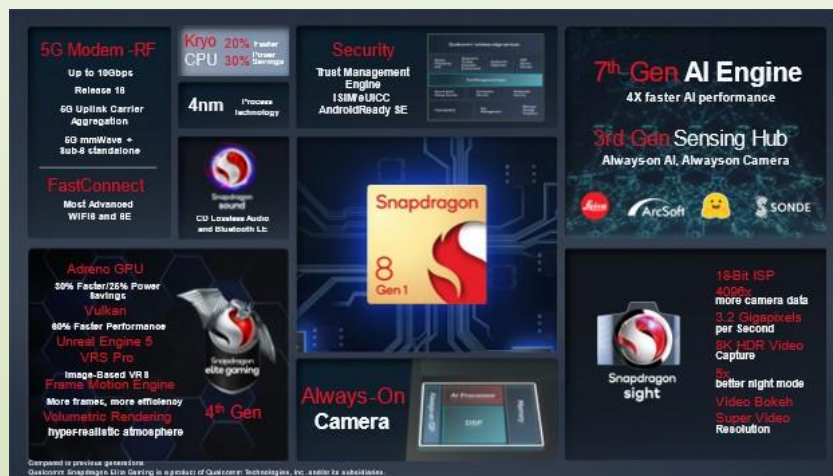 5G Modem -RF
Up to 10Gbps
Release 16
5G Uplink Carrier
Aggregation
5G mmWave +
Sub-6 standalone
FastConnect
Most Advanced
WIFI6 and 6E
Kryo 20% Faster
CPU 30% Power
Savings
4nm Process
technology
Snapdragon
sound
CD Lossless Audio
and Bluetooth LE
Security
Trust Management
Engine
ISIM/eUICC
AndroidReady SE
7th Gen AI Engine
4X faster AI performance
3rd Gen Sensing Hub
Alwayson AI, Alwayson Camera
Leica
ArcSoft
SONDE
Snapdragon
8
Gen 1
Adreno GPU
30% Faster/25% Power
Savings
Vulkan
60% Faster Performance
Unreal Engine 5
VRS Pro
Image-Based VRS
Frame Motion Engine
More frames, more efficiency
Volumetric Rendering
hyper-realistic atmosphere
Snapdragon
elite gaming
4th Gen
Always-On
Camera
AI Processor
DSP
Memory
Snapdragon
sight
18-Bit ISP
4096x
more camera data
3.2 Gigapixels
per Second
8K HDR Video
Capture
5x
better night mode
Video Bokeh
Super Video
Resolution
Compared to previous generations
Qualcomm Snapdragon Elite Gaming is a product of Qualcomm Technologies, Inc. and/or its subsidiaries.